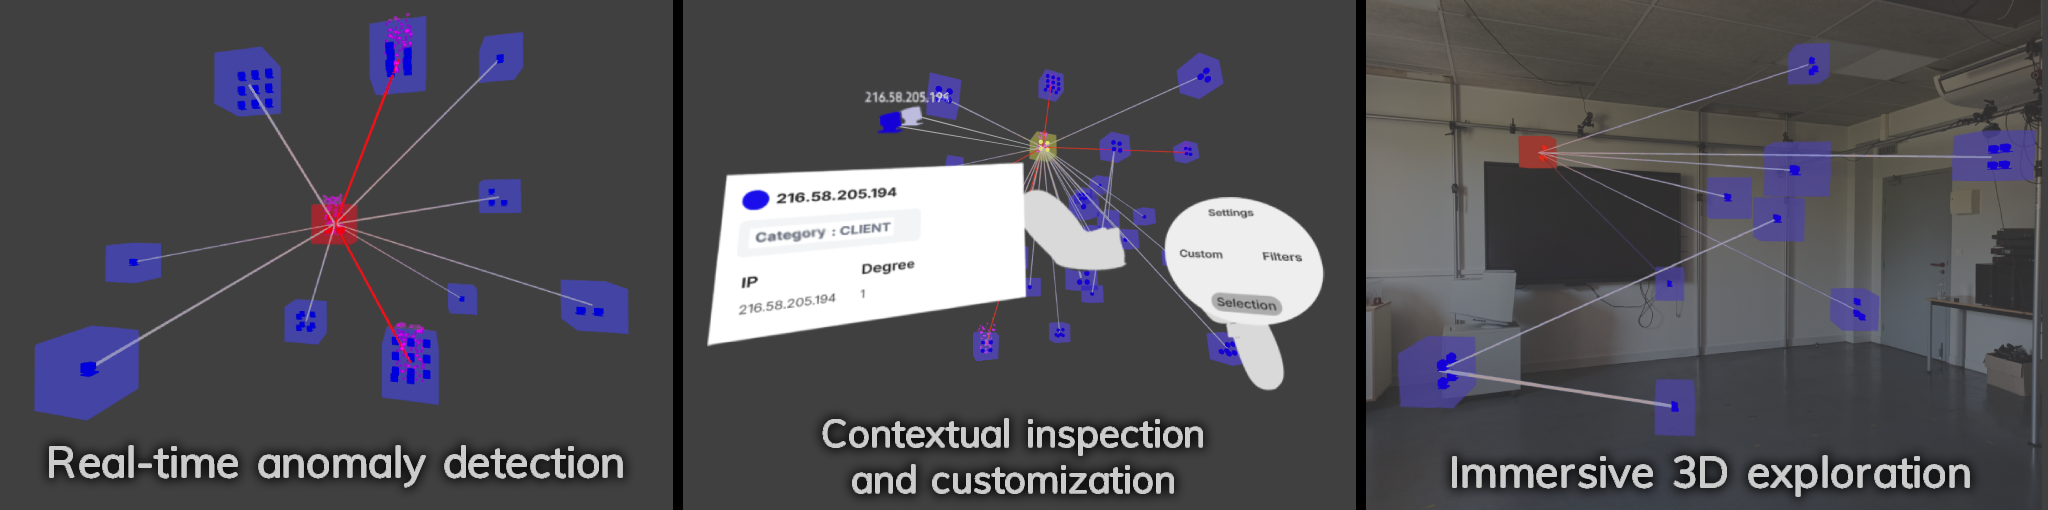 Real-time anomaly detection
216.58.205.194
216.58.205.194
Category : CLIENT
IP
Degree
216.58.205.194
1
Settings
Custom
Filters
Selection
Contextual inspection
and customization
Immersive 3D exploration